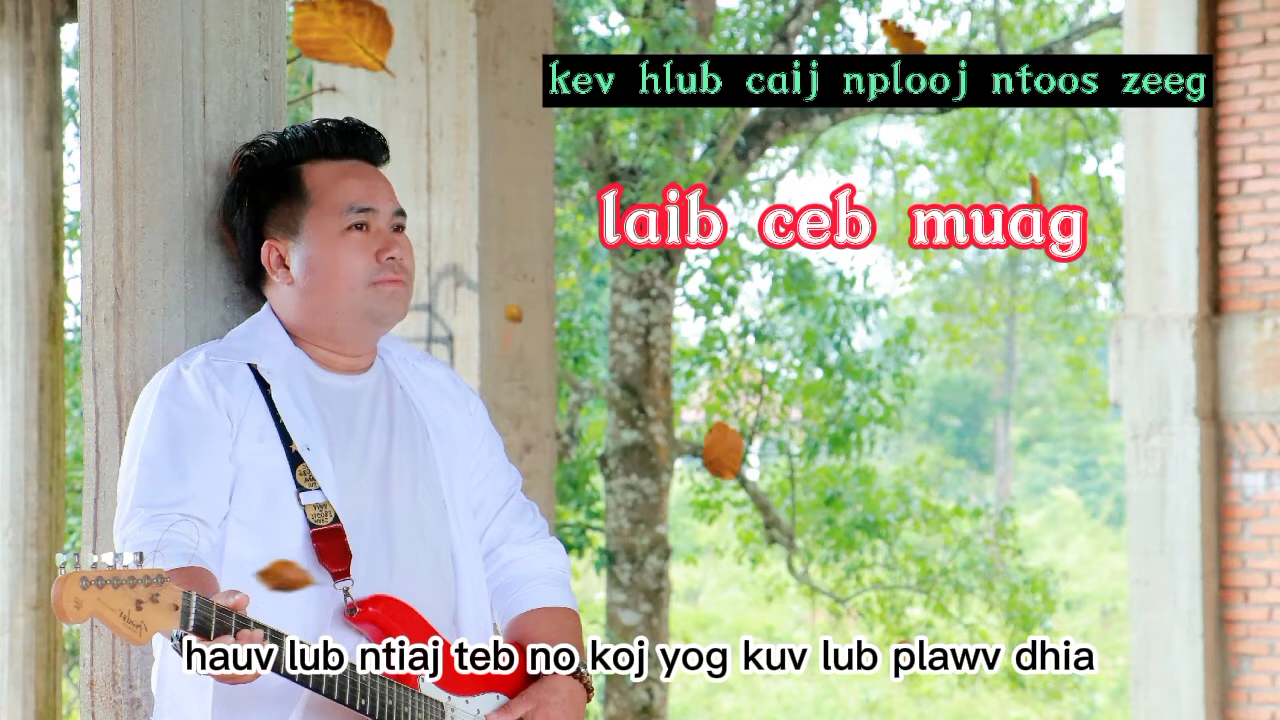 kev hlub caij nplooj ntoos zeeg
laib ceb muag
hauv lub ntiaj teb no koj yog kuv lub plawv dhia